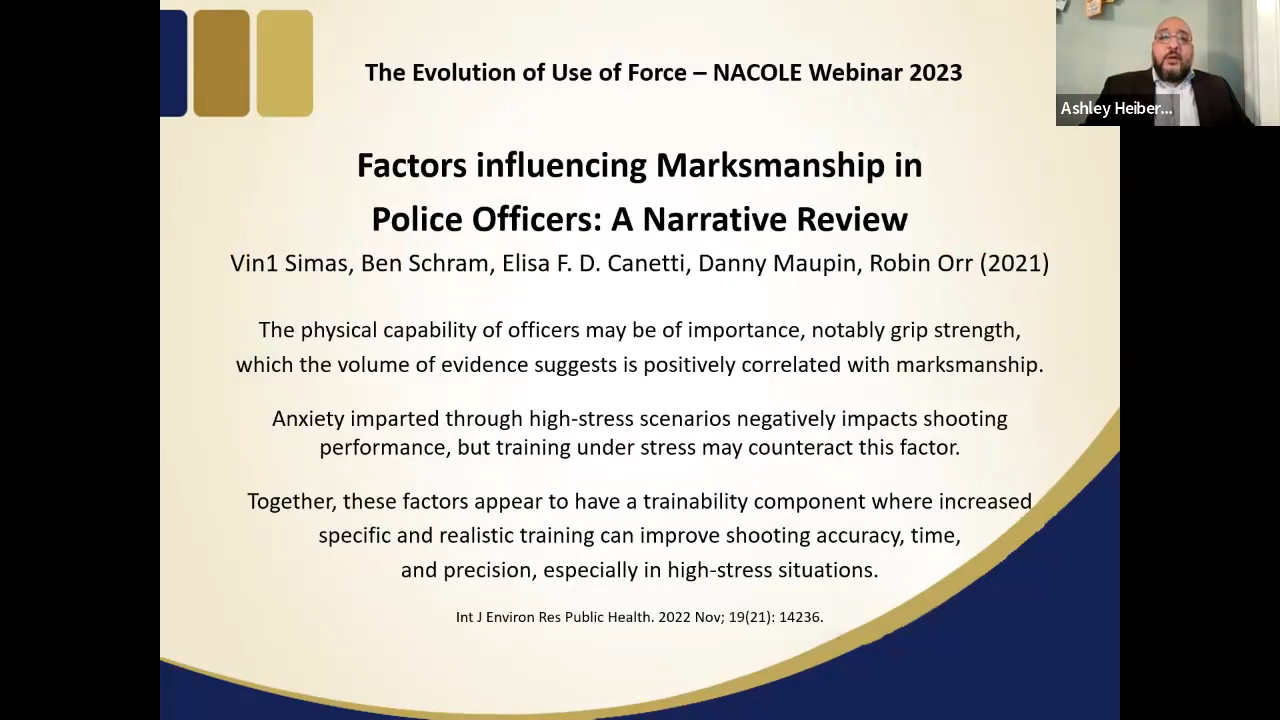 The Evolution of Use of Force – NACOLE Webinar 2023
Ashley Heiber...
Factors influencing Marksmanship in
Police Officers: A Narrative Review
Vin1 Simas, Ben Schram, Elisa F. D. Canetti, Danny Maupin, Robin Orr (2021)
The physical capability of officers may be of importance, notably grip strength,
which the volume of evidence suggests is positively correlated with marksmanship.
Anxiety imparted through high-stress scenarios negatively impacts shooting
performance, but training under stress may counteract this factor.
Together, these factors appear to have a trainability component where increased
specific and realistic training can improve shooting accuracy, time,
and precision, especially in high-stress situations.
Int J Environ Res Public Health. 2022 Nov; 19(21): 14236.